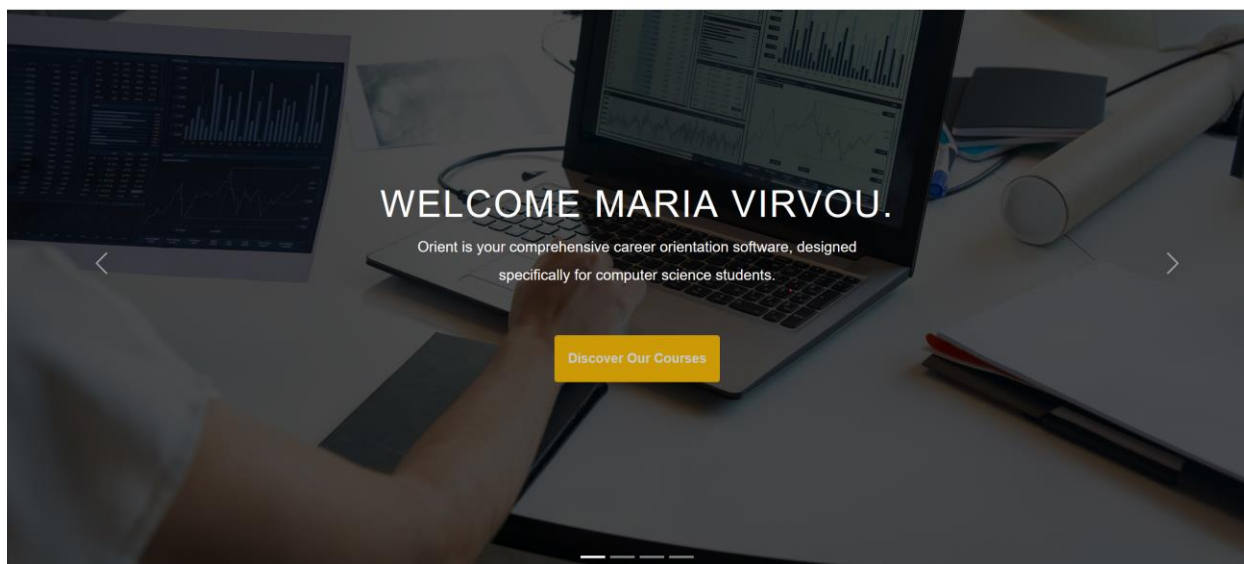 WELCOME MARIA VIRVOU.
Orient is your comprehensive career orientation software, designed
specifically for computer science students.
Discover Our Courses